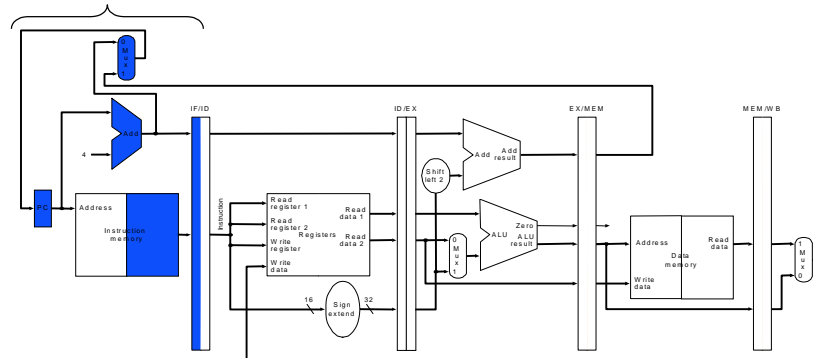 0
M
u
x
1
IF/ID
ID/EX
EX/MEM
MEM/WB
Add
4
PC
Address
Instruction
memory
Instruction
Read
register 1
Read
register 2
Write
register
Write
data
Registers
Read
data 1
Read
data 2
16
Sign
extend
32
Shift
left 2
Add
Add
result
0
M
u
x
1
ALU
Zero
ALU
result
Address
Write
data
Read
data
Data
memory
1
M
u
x
0